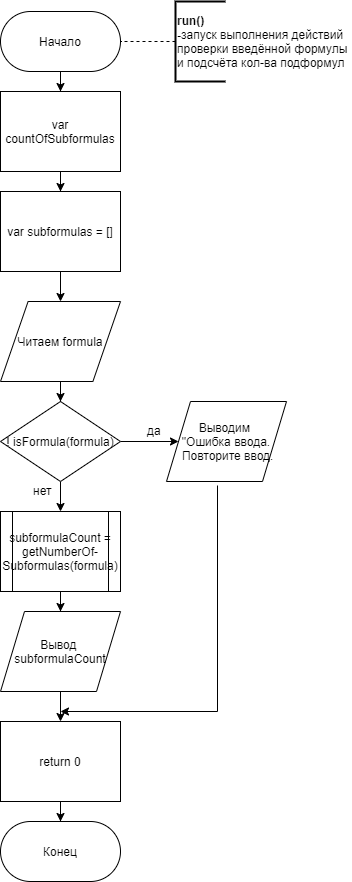 Начало
run()
-запуск выполнения действий
проверки введённой формулы
и подсчёта кол-ва подформул
var
countOfSubformulas
var subformulas = []
Читаем formula
! isFormula(formula)
да
Выводим
"Ошибка ввода.
Повторите ввод.
нет
subformulaCount =
getNumberOf-
Subformulas(formula)
Вывод
subformulaCount
return 0
Конец